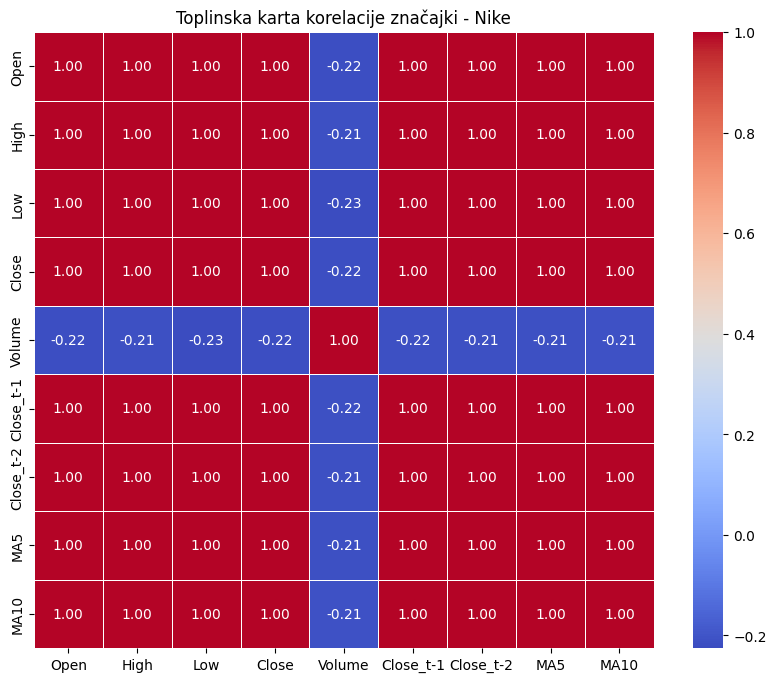 Toplinska karta korelacije značajki - Nike
Open 1.00 1.00 1.00 1.00 -0.22 1.00 1.00 1.00 1.00
High 1.00 1.00 1.00 1.00 -0.21 1.00 1.00 1.00 1.00
Low 1.00 1.00 1.00 1.00 -0.23 1.00 1.00 1.00 1.00
Close 1.00 1.00 1.00 1.00 -0.22 1.00 1.00 1.00 1.00
Volume -0.22 -0.21 -0.23 -0.22 1.00 -0.22 -0.21 -0.21 -0.21
Close_t-1 1.00 1.00 1.00 1.00 -0.22 1.00 1.00 1.00 1.00
Close_t-2 1.00 1.00 1.00 1.00 -0.21 1.00 1.00 1.00 1.00
MA5 1.00 1.00 1.00 1.00 -0.21 1.00 1.00 1.00 1.00
MA10 1.00 1.00 1.00 1.00 -0.21 1.00 1.00 1.00 1.00
Open High Low Close Volume Close_t-1 Close_t-2 MA5 MA10
1.0
0.8
0.6
0.4
0.2
0.0
−0.2